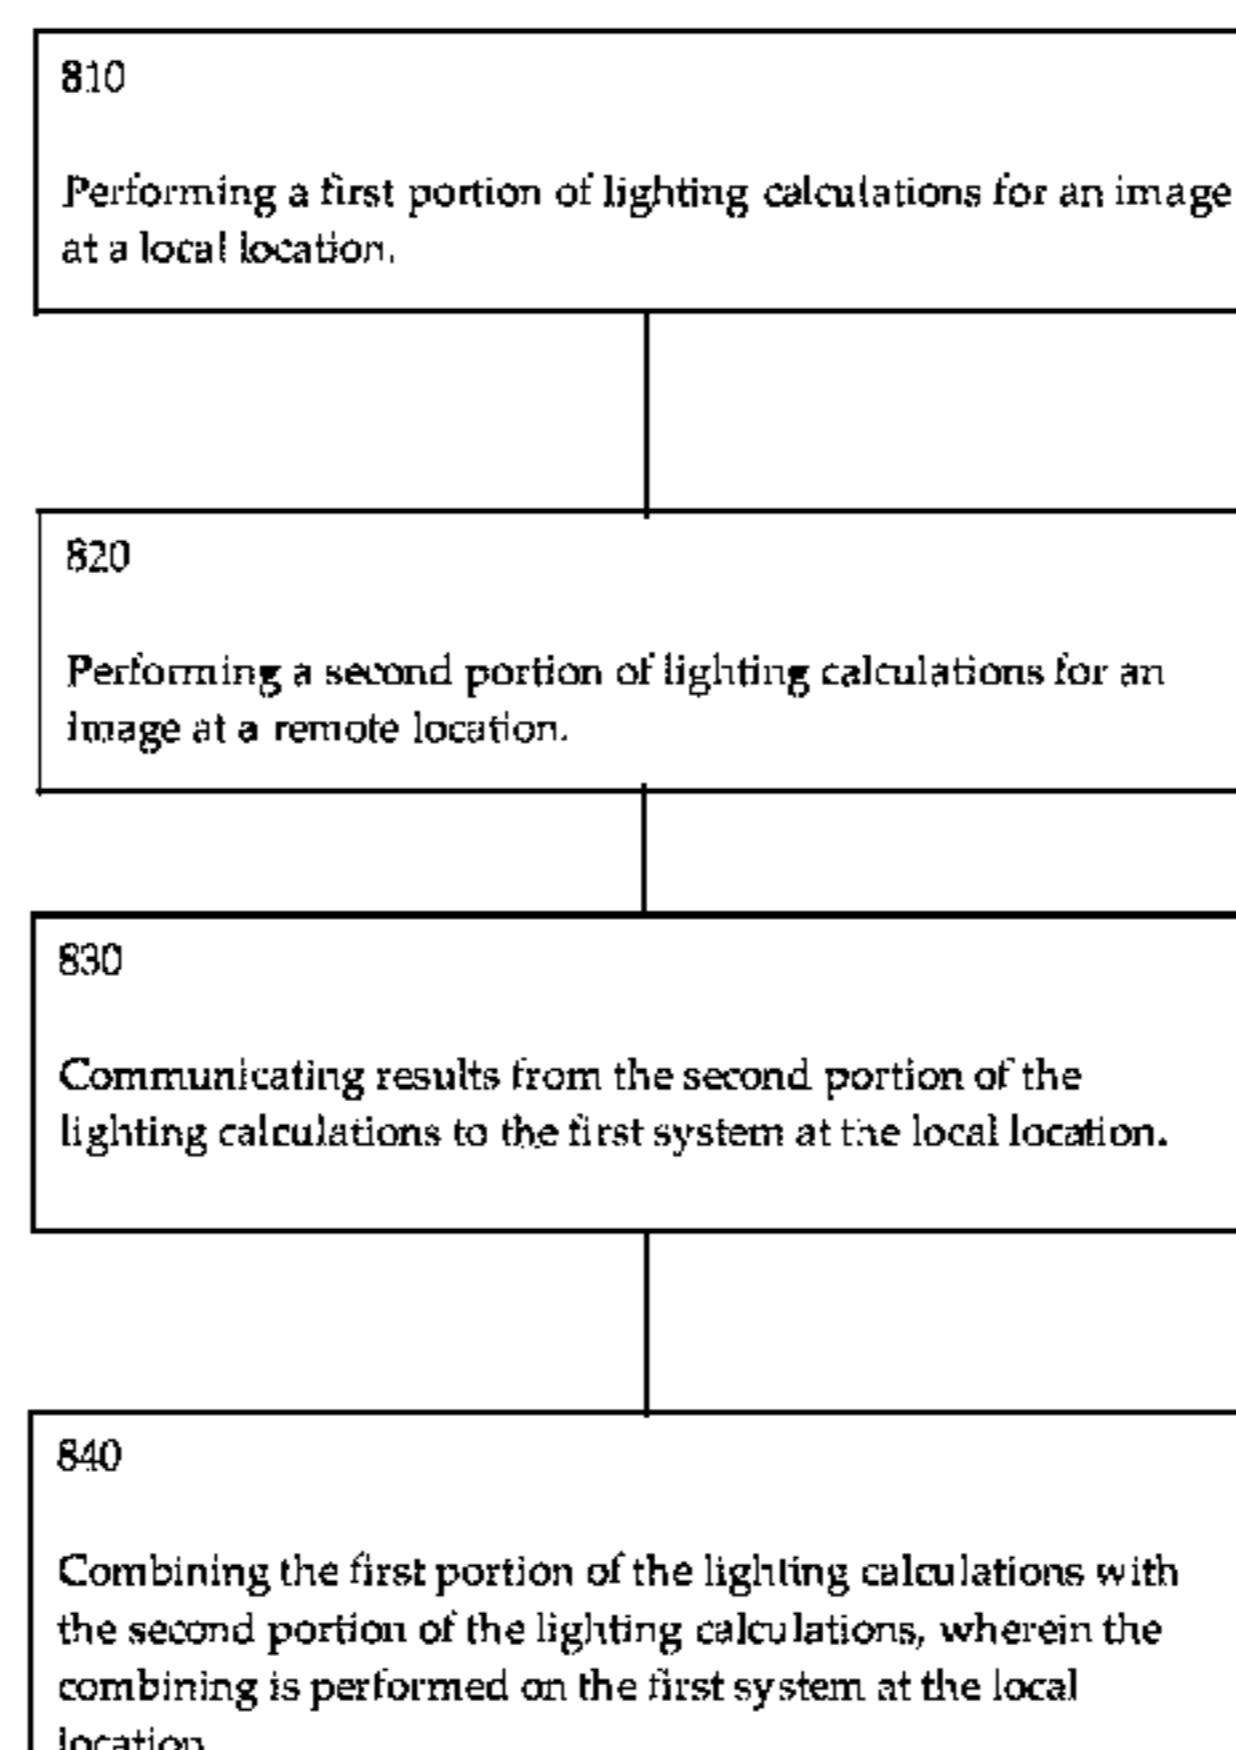 810
Performing a first portion of lighting calculations for an image
at a local location.
820
Performing a second portion of lighting calculations for an
image at a remote location.
830
Communicating results from the second portion of the
lighting calculations to the first system at the local location.
840
Combining the first portion of the lighting calculations with
the second portion of the lighting calculations, wherein the
combining is performed on the first system at the local
location